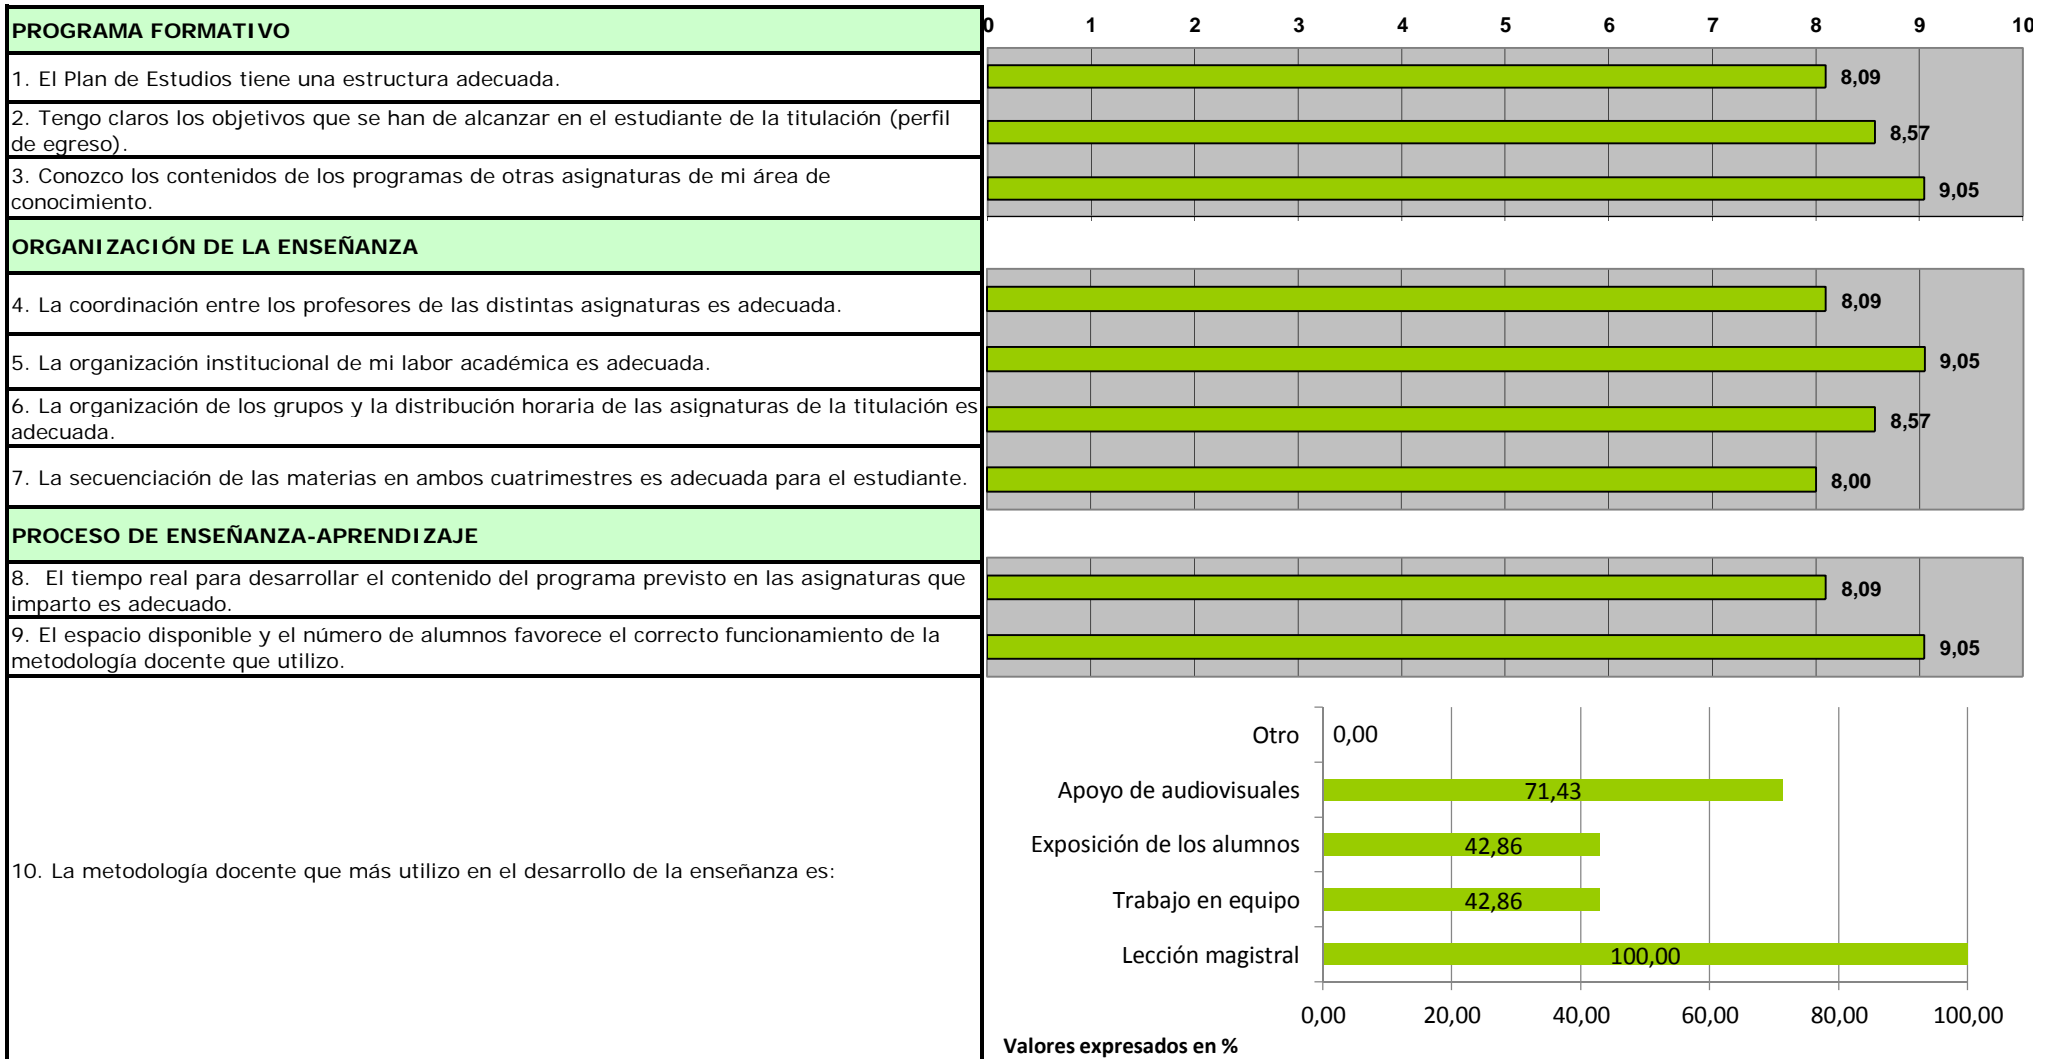 PROGRAMA FORMATIVO
0 1 2 3 4 5 6 7 8 9 10
1. El Plan de Estudios tiene una estructura adecuada.
8,09
2. Tengo claros los objetivos que se han de alcanzar en el estudiante de la titulación (perfil
de egreso).
8,57
3. Conozco los contenidos de los programas de otras asignaturas de mi área de
conocimiento.
9,05
ORGANIZACIÓN DE LA ENSEÑANZA
4. La coordinación entre los profesores de las distintas asignaturas es adecuada.
8,09
5. La organización institucional de mi labor académica es adecuada.
9,05
6. La organización de los grupos y la distribución horaria de las asignaturas de la titulación es
adecuada.
8,57
7. La secuenciación de las materias en ambos cuatrimestres es adecuada para el estudiante.
8,00
PROCESO DE ENSEÑANZA-APRENDIZAJE
8. El tiempo real para desarrollar el contenido del programa previsto en las asignaturas que
imparto es adecuado.
8,09
9. El espacio disponible y el número de alumnos favorece el correcto funcionamiento de la
metodología docente que utilizo.
9,05
10. La metodología docente que más utilizo en el desarrollo de la enseñanza es:
Otro 0,00
Apoyo de audiovisuales 71,43
Exposición de los alumnos 42,86
Trabajo en equipo 42,86
Lección magistral 100,00
0,00 20,00 40,00 60,00 80,00 100,00
Valores expresados en %